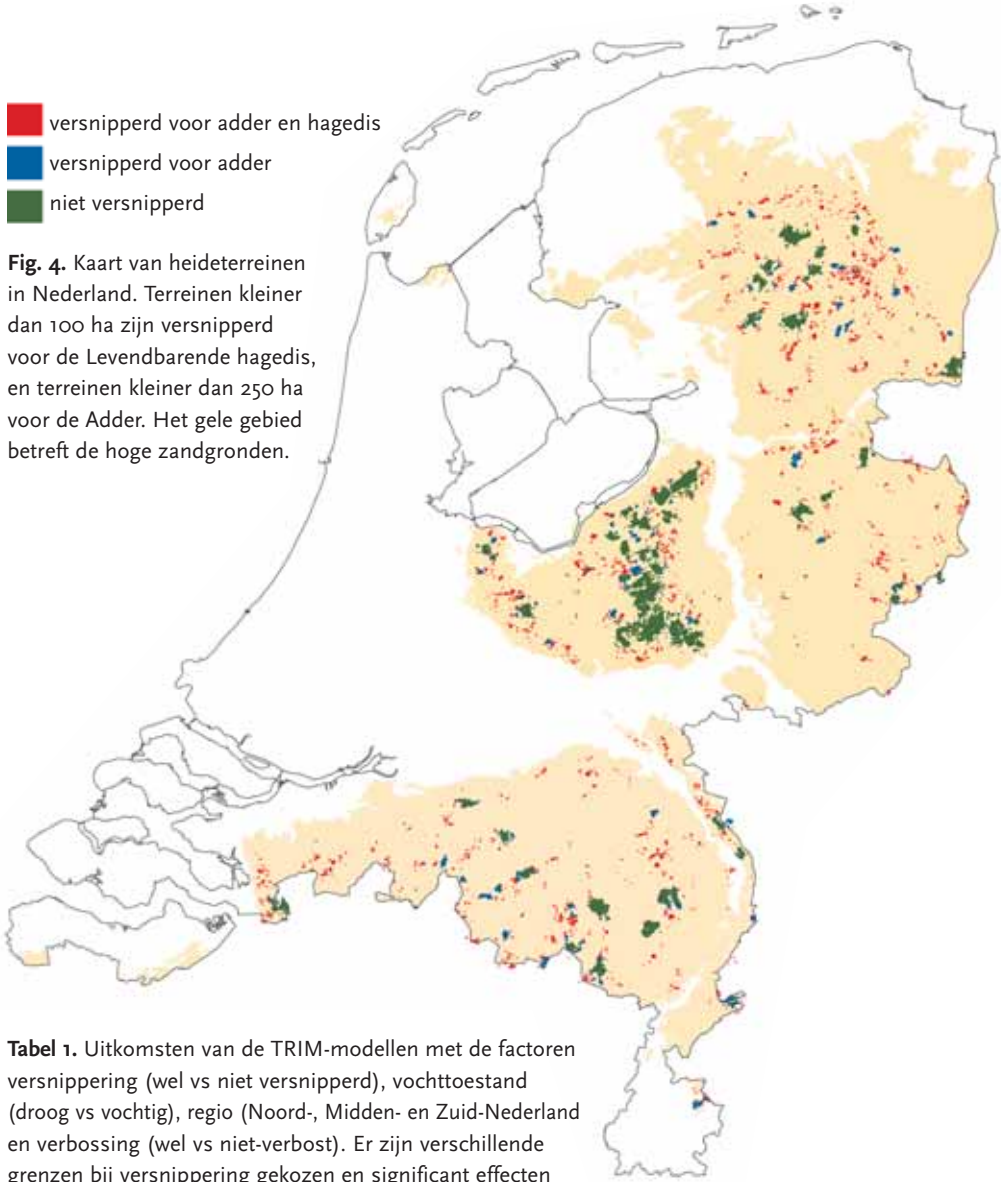 versnipperd voor adder en hagedis
versnipperd voor adder
niet versnipperd
Fig. 4. Kaart van heideterreinen
in Nederland. Terreinen kleiner
dan 100 ha zijn versnipperd
voor de Levendbarende hagedis,
en terreinen kleiner dan 250 ha
voor de Adder. Het gele gebied
betreft de hoge zandgronden.
Tabel 1. Uitkomsten van de TRIM-modellen met de factoren
versnippering (wel vs niet versnipperd), vochttoestand
(droog vs vochtig), regio (Noord-, Midden- en Zuid-Nederland
en verbossing (wel vs niet-verbost). Er zijn verschillende
grenzen bij versnippering gekozen en significant effecten